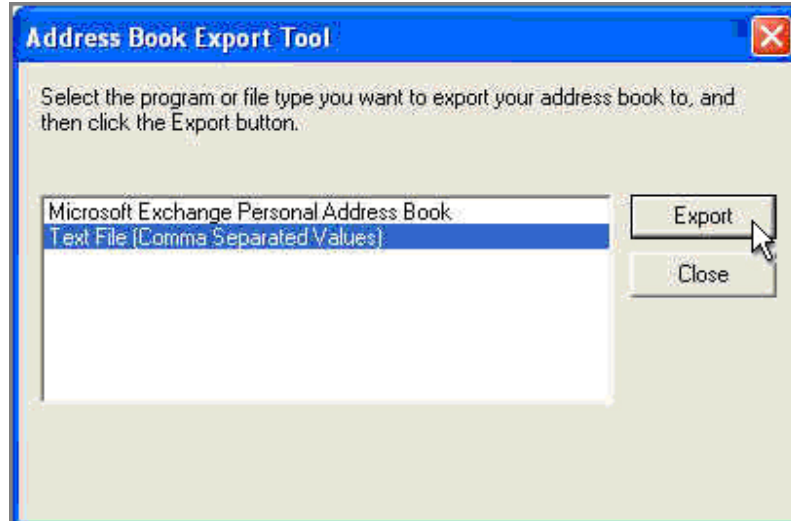 Address Book Export Tool
Select the program or file type you want to export your address book to, and
then click the Export button.
Microsoft Exchange Personal Address Book
Export
Text File (Comma Separated Values)
Close